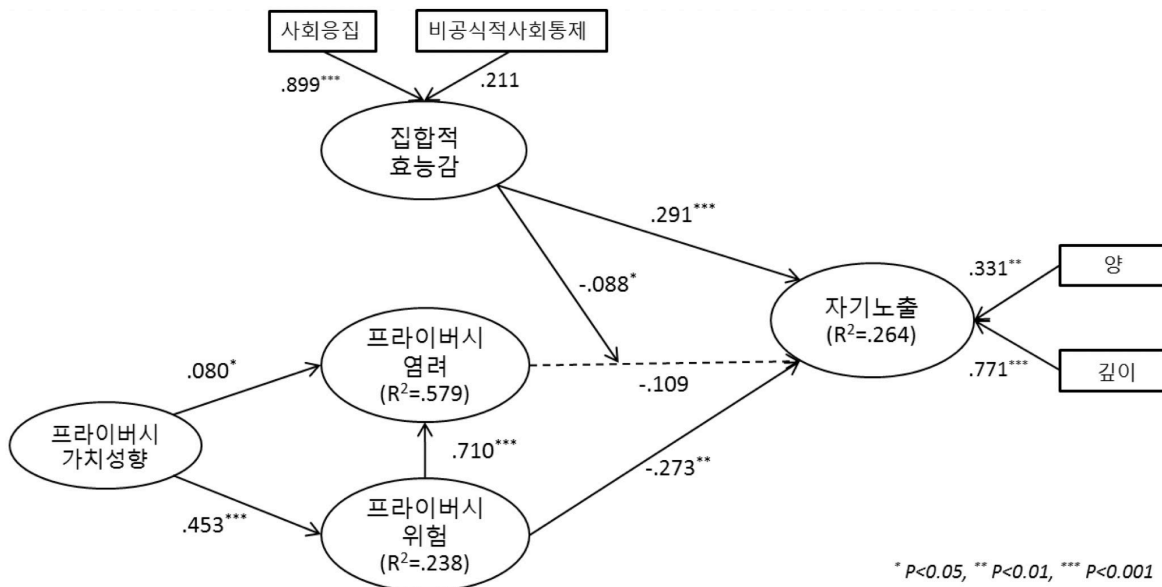 사회응집
비공식적사회통제
.899***
.211
집합적
효능감
.291***
-.088*
.331**
양
자기노출
(R²=.264)
.771***
깊이
프라이버시
염려
(R²=.579)
-.109
.080*
프라이버시
가치성향
.710***
-.273**
.453***
프라이버시
위험
(R²=.238)
* P<0.05, ** P<0.01, *** P<0.001